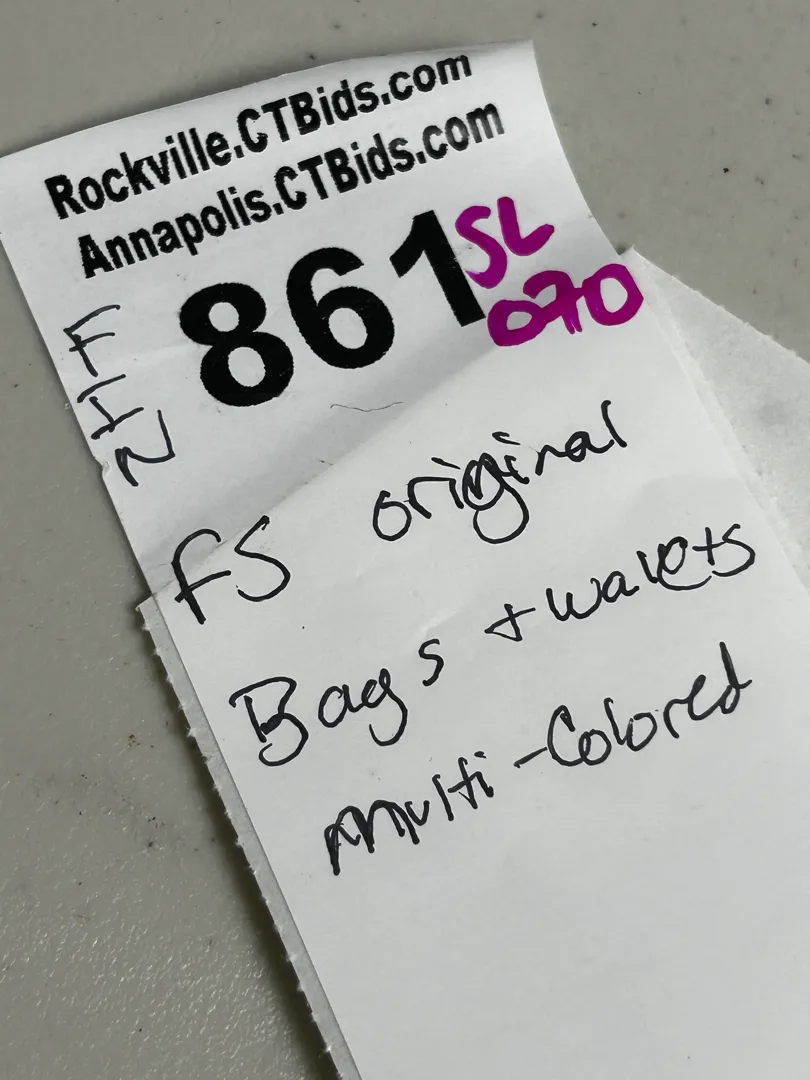 Rockville.CTBids.com
Annapolis.CTBids.com
861
SL
070
FIN
FS original
Bags + walets
multi-Colored